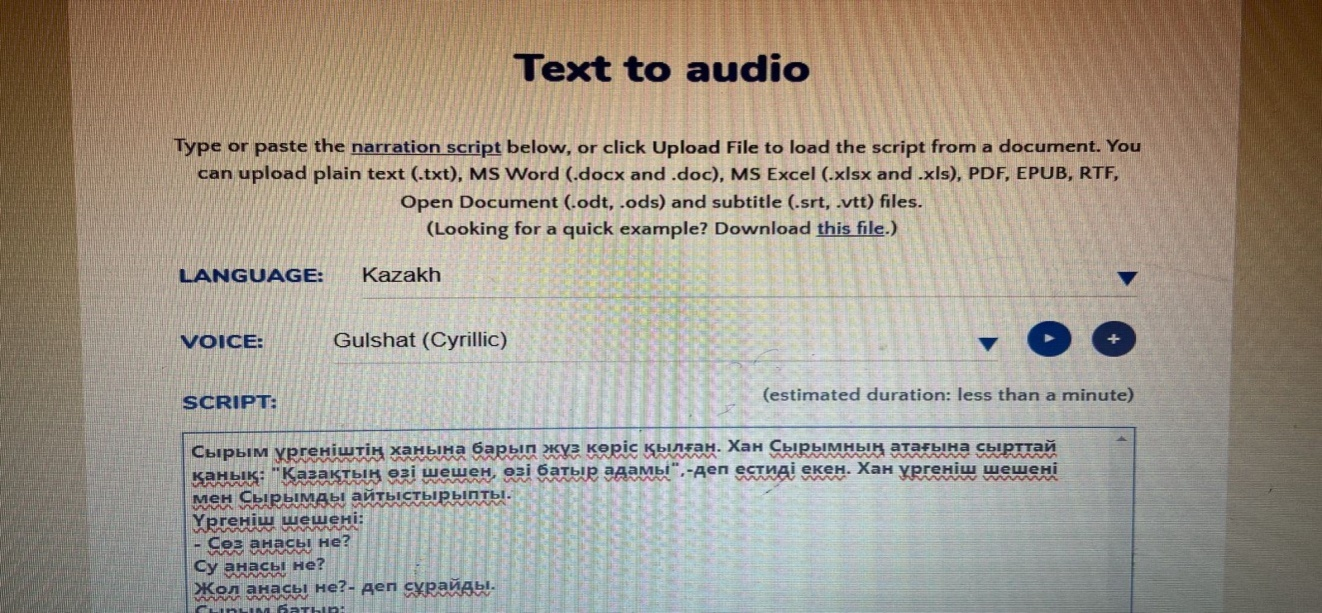 Text to audio
Type or paste the narration script below, or click Upload File to load the script from a document. You
can upload plain text (.txt), MS Word (.docx and .doc), MS Excel (.xlsx and .xls), PDF, EPUB, RTF,
Open Document (.odt, .ods) and subtitle (.srt, .vtt) files.
(Looking for a quick example? Download this file.)
LANGUAGE: Kazakh
VOICE: Gulshat (Cyrillic)
SCRIPT: (estimated duration: less than a minute)
Сырым үргеніштің ханына барып жүз көріс қылған. Хан Сырымның атағына сырттай
қанық: "Қазақтың өзі шешен, өзі батыр адамы",-деп естиді екен. Хан үргеніш шешені
мен Сырымды айтыстырыпты.
Үргеніш шешені:
- Сөз анасы не?
Су анасы не?
Жол анасы не?- деп сұрайды.
Сырым батыр: